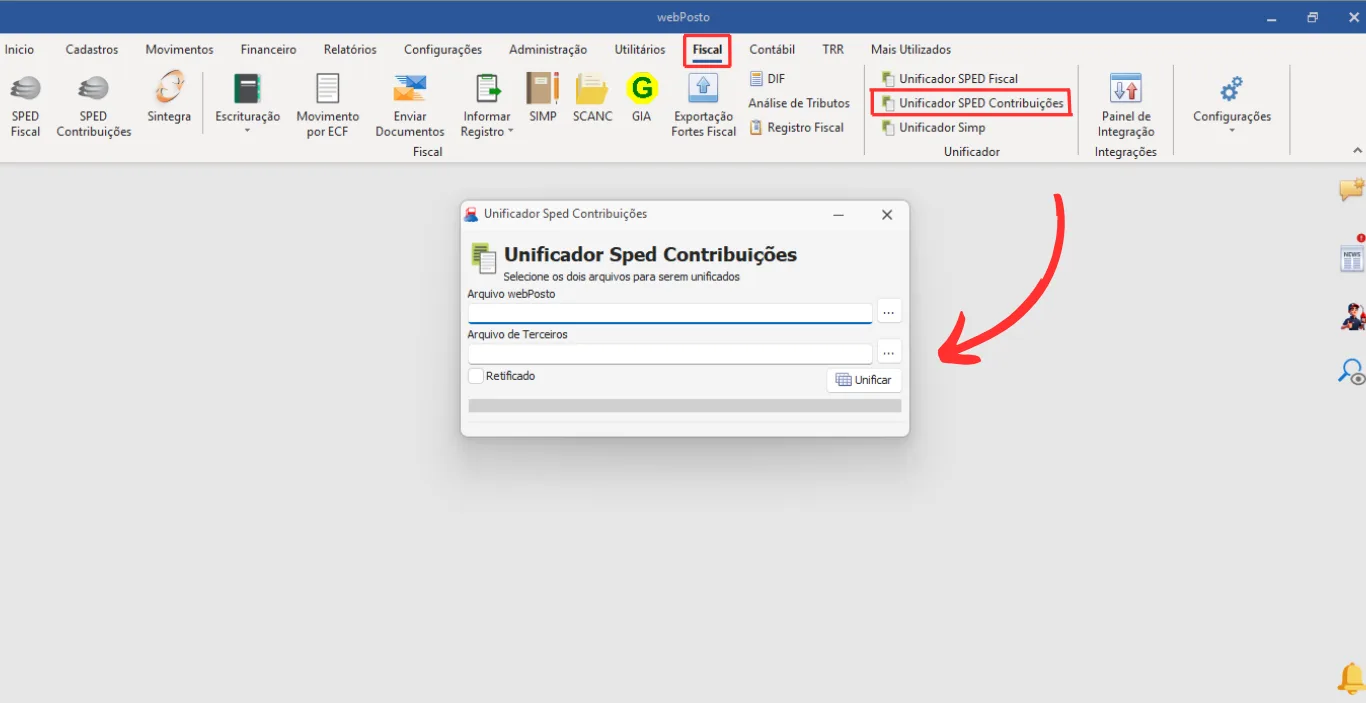 webPosto
Inicio Cadastros Movimentos Financeiro Relatórios Configurações Administração Utilitários Fiscal Contábil TRR Mais Utilizados
SPED
Fiscal
SPED
Contribuições
Sintegra
Escrituração
Movimento
por ECF
Enviar
Documentos
Informar
Registro
SIMP
SCANC
G
GIA
Exportação
Fortes Fiscal
DIF
Análise de Tributos
Registro Fiscal
Fiscal
Unificador SPED Fiscal
Unificador SPED Contribuições
Unificador Simp
Unificador
Painel de
Integração
Integrações
Configurações
NEWS
Unificador Sped Contribuições
Unificador Sped Contribuições
Selecione os dois arquivos para serem unificados
Arquivo webPosto
...
Arquivo de Terceiros
...
Retificado
Unificar